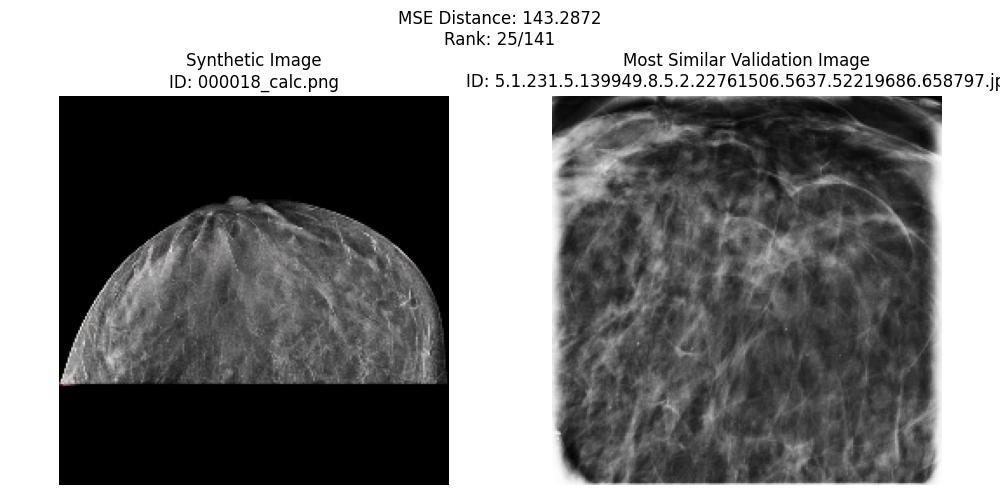 MSE Distance: 143.2872
Rank: 25/141
Synthetic Image
ID: 000018_calc.png
Most Similar Validation Image
ID: 5.1.231.5.139949.8.5.2.22761506.5637.52219686.658797.jp